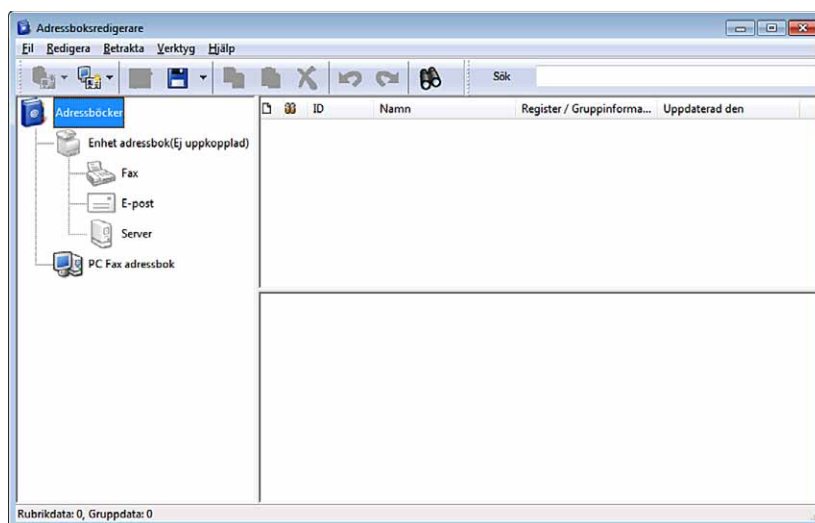 Adressboksredigerare
Fil Redigera Betrakta Verktyg Hjälp
Sök
Adressböcker
ID Namn Register / Gruppinforma... Uppdaterad den
Enhet adressbok(Ej uppkopplad)
Fax
E-post
Server
PC Fax adressbok
Rubrikdata: 0, Gruppdata: 0